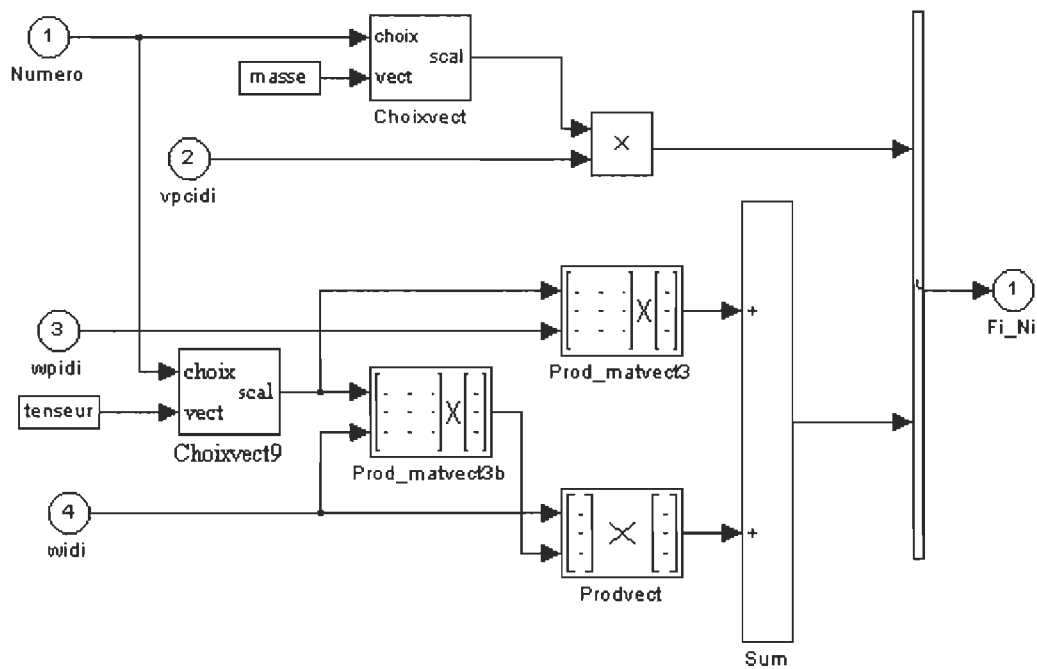 1
Numero
masse
choix
scal
vect
Choixvect
×
2
vpcidi
3
wpidi
tenseur
choix
scal
vect
Choixvect9
X
Prod_matvect3
X
Prod_matvect3b
4
widi
X
Prodvect
+
+
Sum
1
Fi_Ni